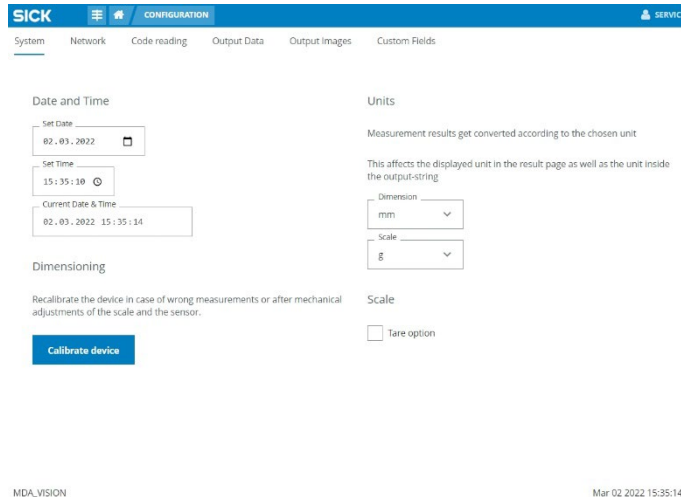 SICK
CONFIGURATION
SERVIC
System Network Code reading Output Data Output Images Custom Fields
Date and Time
Set Date
02.03.2022
Set Time
15:35:10
Current Date & Time
02.03.2022 15:35:14
Dimensioning
Recalibrate the device in case of wrong measurements or after mechanical
adjustments of the scale and the sensor.
Calibrate device
Units
Measurement results get converted according to the chosen unit
This affects the displayed unit in the result page as well as the unit inside
the output-string
Dimension
mm
Scale
g
Scale
Tare option
MDA_VISION
Mar 02 2022 15:35:14